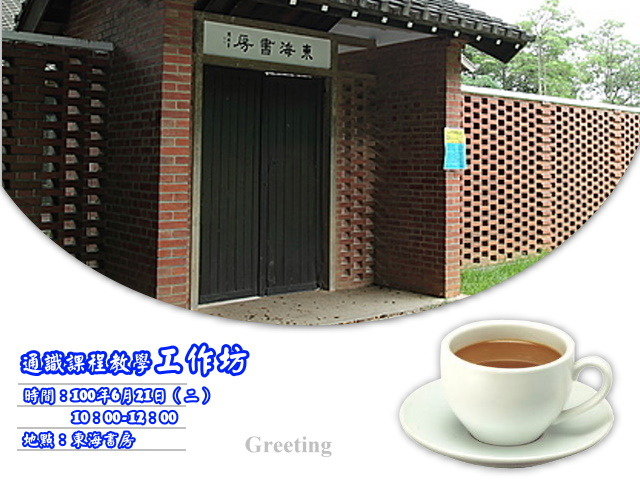 東海書房
通識課程教學工作坊
時間：100年6月21日（二）
10：00-12：00
地點：東海書房
Greeting